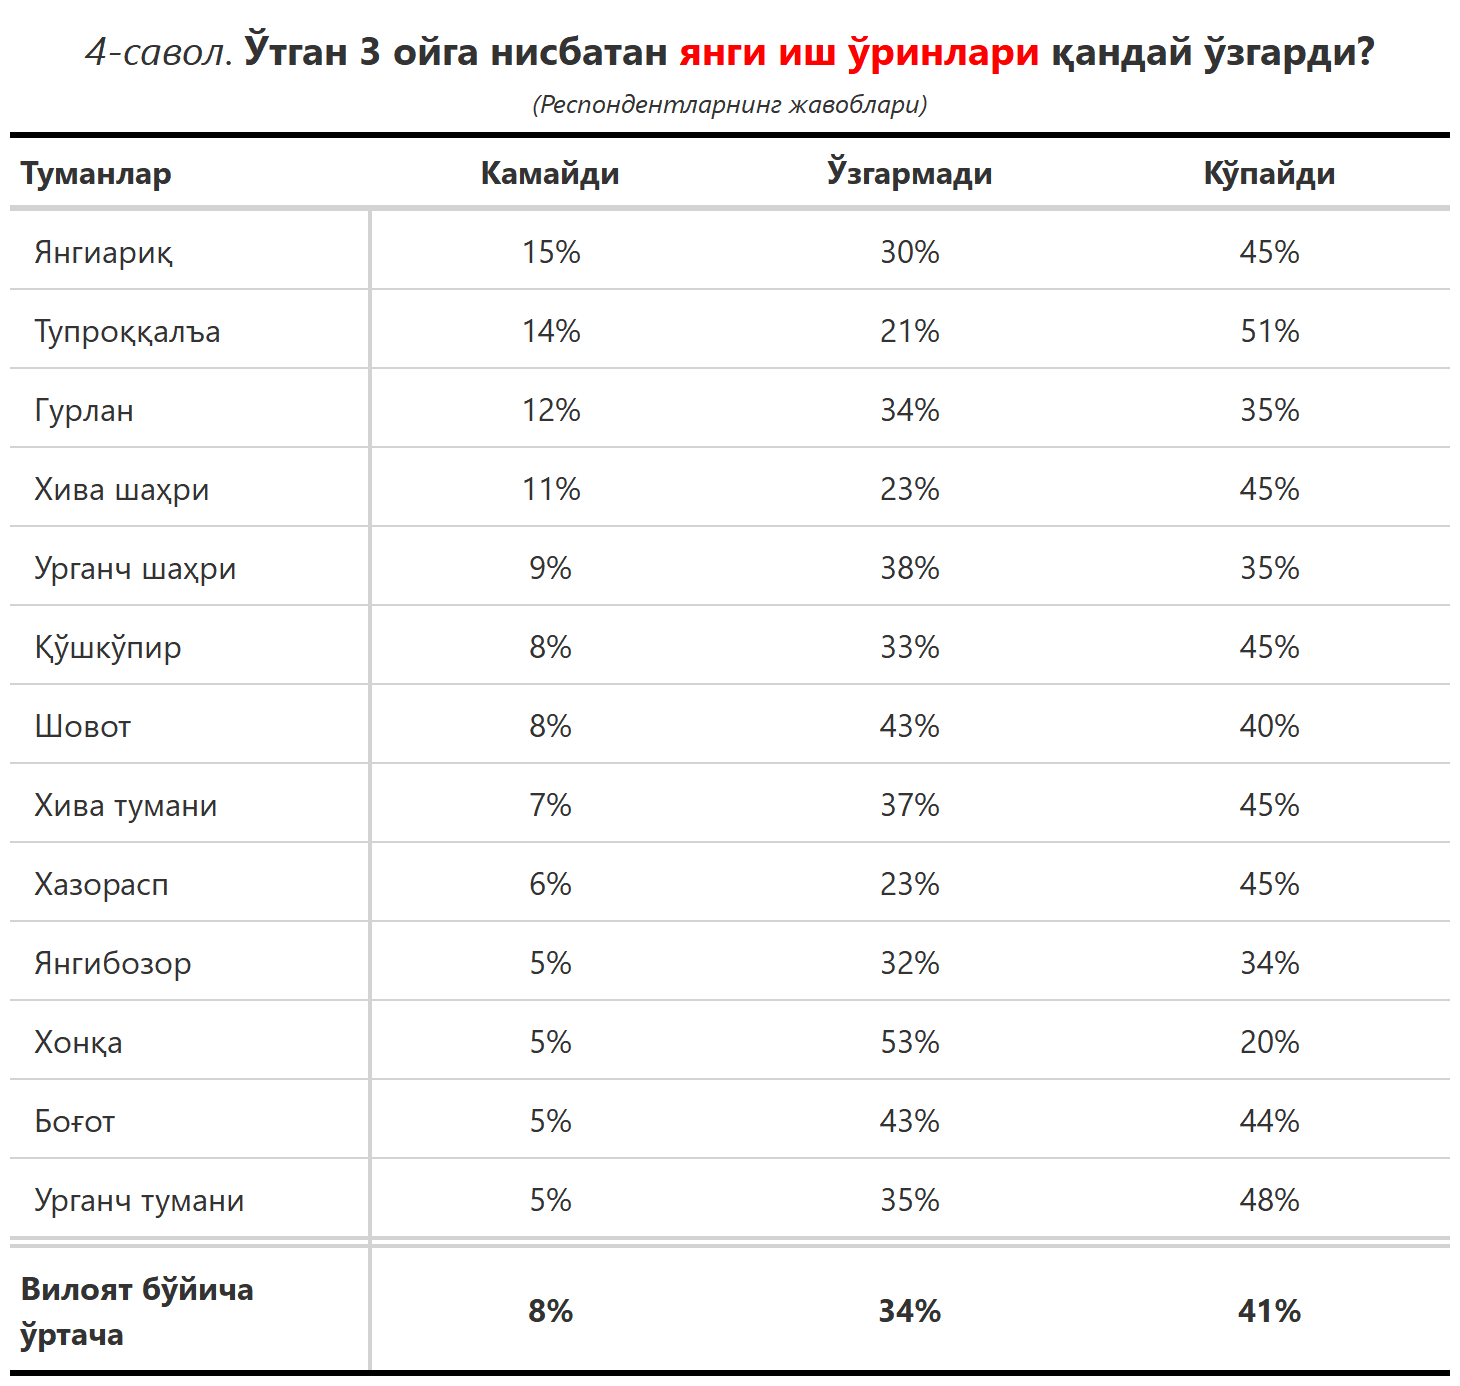 4-савол. Ўтган 3 ойга нисбатан янги иш ўринлари қандай ўзгарди?
(Респондентларнинг жавоблари)
Туманлар Камайди Ўзгармади Кўпайди
Янгиариқ 15% 30% 45%
Тупроққалъа 14% 21% 51%
Гурлан 12% 34% 35%
Хива шаҳри 11% 23% 45%
Урганч шаҳри 9% 38% 35%
Қўшкўпир 8% 33% 45%
Шовот 8% 43% 40%
Хива тумани 7% 37% 45%
Хазорасп 6% 23% 45%
Янгибозор 5% 32% 34%
Хонқа 5% 53% 20%
Боғот 5% 43% 44%
Урганч тумани 5% 35% 48%
Вилоят бўйича
ўртача 8% 34% 41%